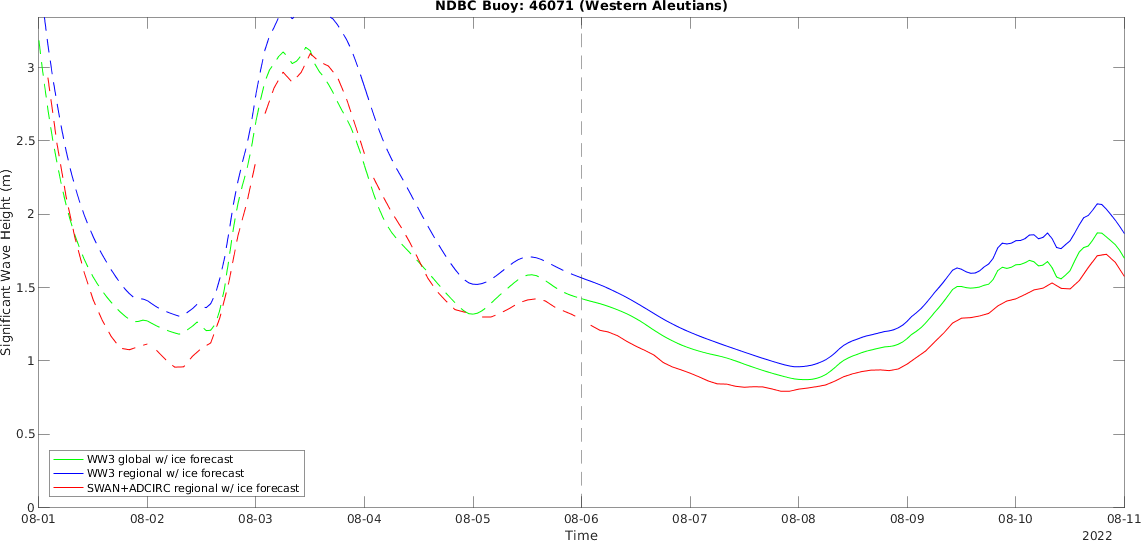 NDBC Buoy: 46071 (Western Aleutians)
Significant Wave Height (m)
3
2.5
2
1.5
1
0.5
0
WW3 global w/ ice forecast
WW3 regional w/ ice forecast
SWAN+ADCIRC regional w/ ice forecast
08-01 08-02 08-03 08-04 08-05 08-06 08-07 08-08 08-09 08-10 08-11
Time
2022